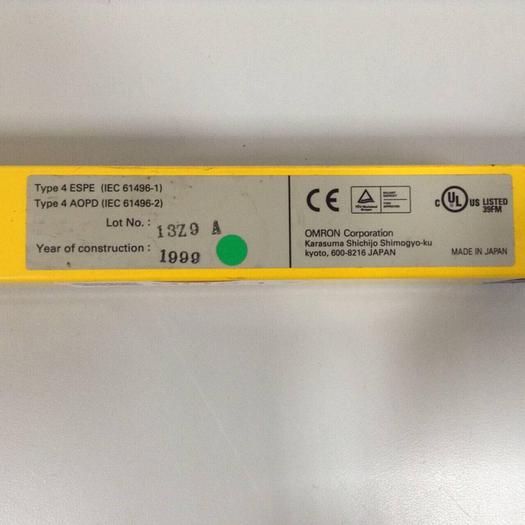 Type 4 ESPE (IEC 61496-1)
Type 4 AOPD (IEC 61496-2)
Lot No. : 13Z9 A
Year of construction : 1999
CE
OMRON Corporation
Karasuma Shichijo Shimogyo-ku
kyoto, 600-8216 JAPAN
C UL US LISTED
39FM
MADE IN JAPAN